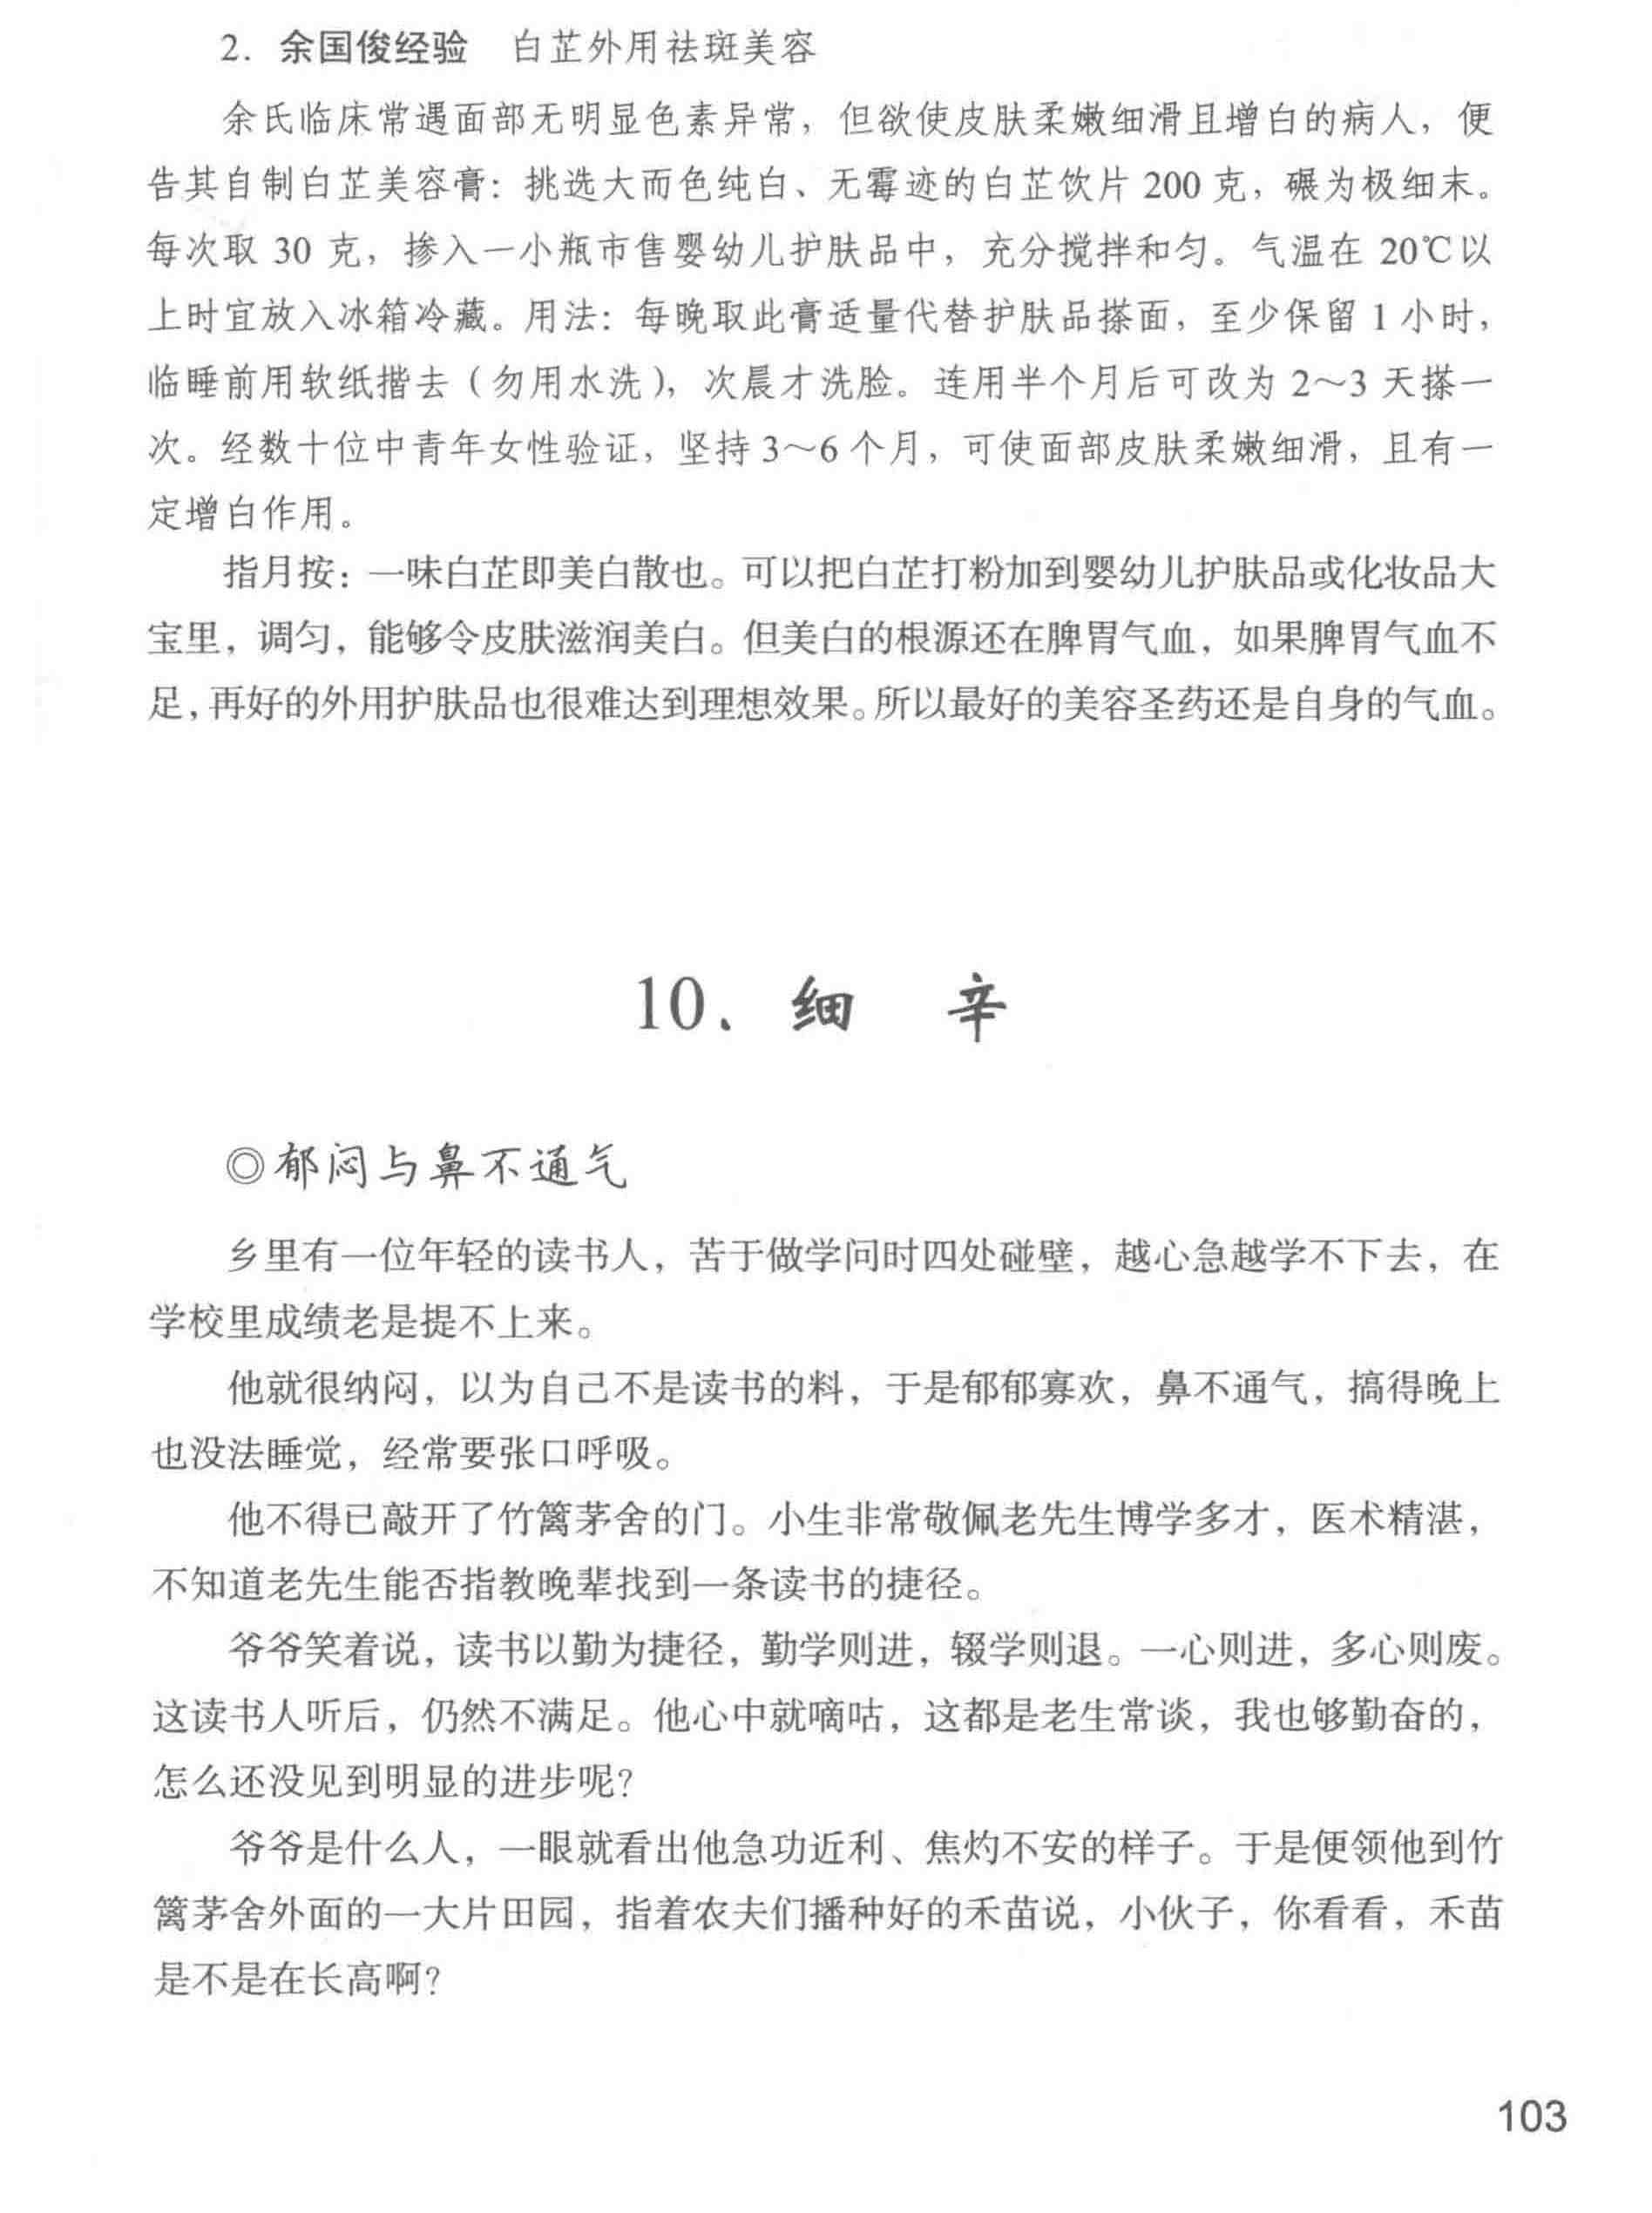 2. 余国俊经验 白芷外用祛斑美容
余氏临床常遇面部无明显色素异常，但欲使皮肤柔嫩细滑且增白的病人，便
告其自制白芷美容膏：挑选大而色纯白、无霉迹的白芷饮片 200 克，碾为极细末。
每次取 30 克，掺入一小瓶市售婴幼儿护肤品中，充分搅拌和匀。气温在 20℃以
上时宜放入冰箱冷藏。用法：每晚取此膏适量代替护肤品搽面，至少保留 1 小时，
临睡前用软纸揩去（勿用水洗），次晨才洗脸。连用半个月后可改为 2～3 天搽一
次。经数十位中青年女性验证，坚持 3～6 个月，可使面部皮肤柔嫩细滑，且有一
定增白作用。
指月按：一味白芷即美白散也。可以把白芷打粉加到婴幼儿护肤品或化妆品大
宝里，调匀，能够令皮肤滋润美白。但美白的根源还在脾胃气血，如果脾胃气血不
足，再好的外用护肤品也很难达到理想效果。所以最好的美容圣药还是自身的气血。
10、细 辛
◎郁闷与鼻不通气
乡里有一位年轻的读书人，苦于做学问时四处碰壁，越心急越学不下去，在
学校里成绩老是提不上来。
他就很纳闷，以为自己不是读书的料，于是郁郁寡欢，鼻不通气，搞得晚上
也没法睡觉，经常要张口呼吸。
他不得已敲开了竹篱茅舍的门。小生非常敬佩老先生博学多才，医术精湛，
不知道老先生能否指教晚辈找到一条读书的捷径。
爷爷笑着说，读书以勤为捷径，勤学则进，辍学则退。一心则进，多心则废。
这读书人听后，仍然不满足。他心中就嘀咕，这都是老生常谈，我也够勤奋的，
怎么还没见到明显的进步呢？
爷爷是什么人，一眼就看出他急功近利、焦灼不安的样子。于是便领他到竹
篱茅舍外面的一大片田园，指着农夫们播种好的禾苗说，小伙子，你看看，禾苗
是不是在长高啊？
103